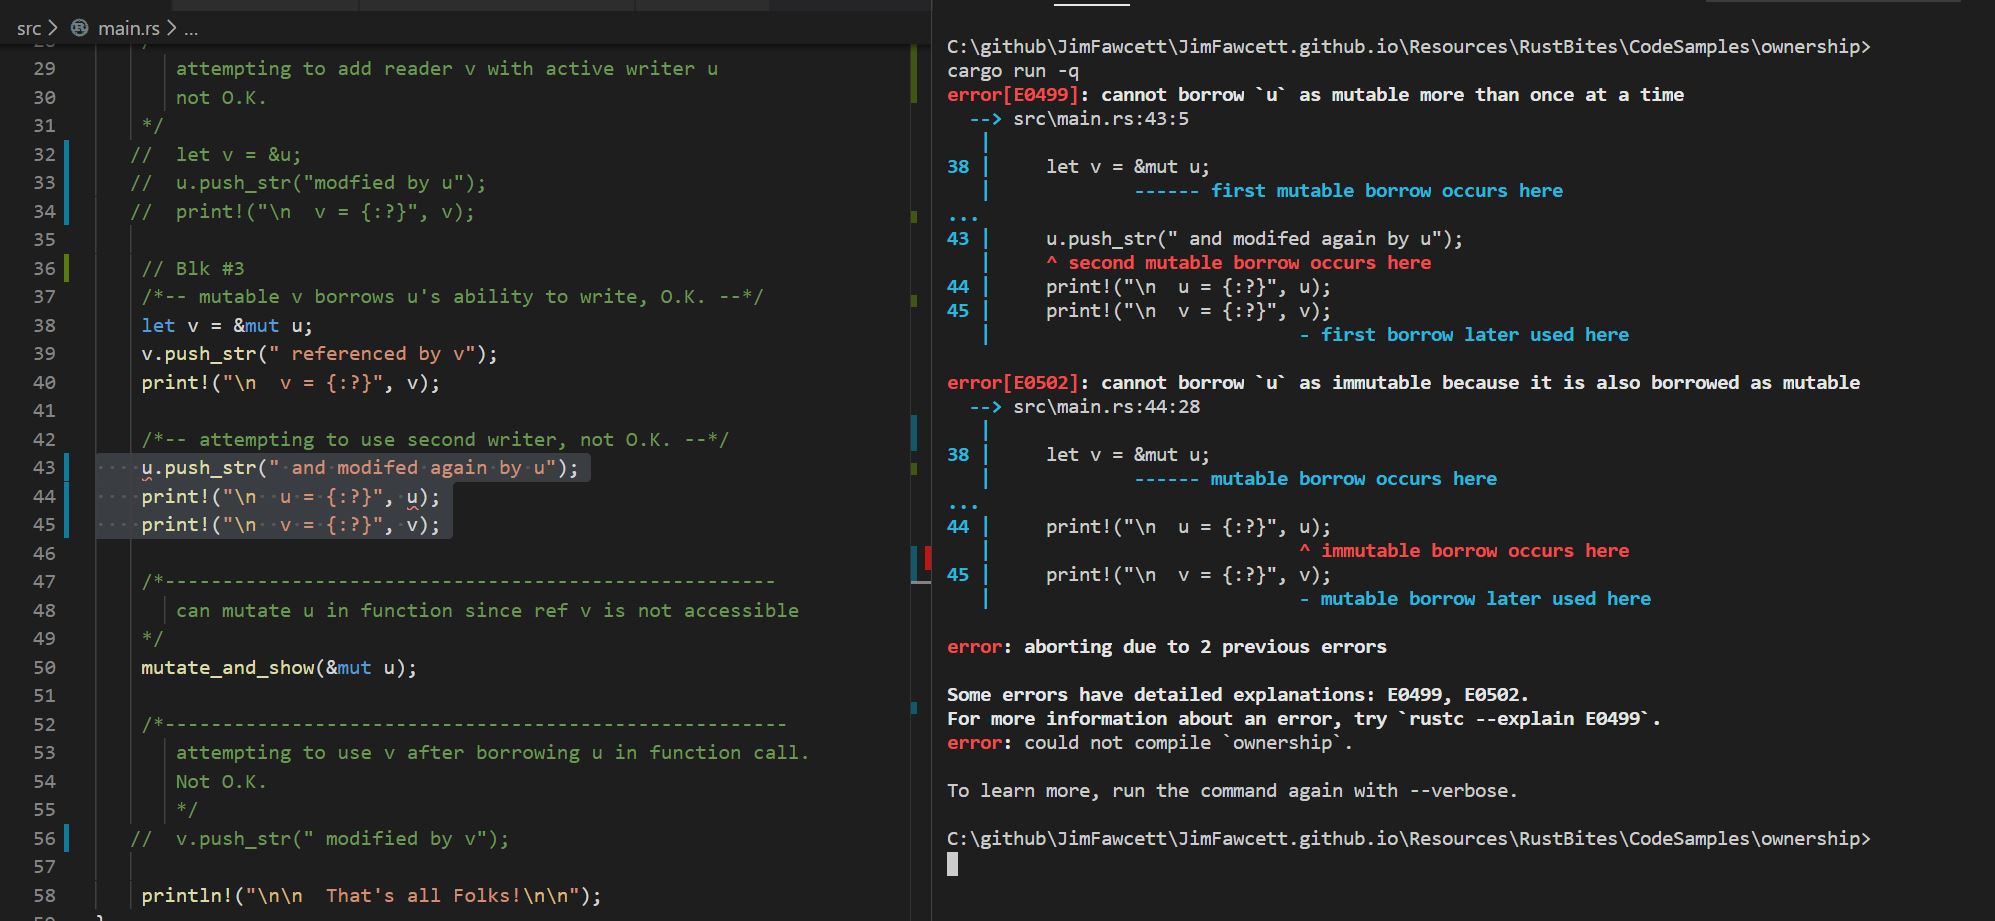 src > main.rs > ...
29 attempting to add reader v with active writer u
30 not O.K.
31 */
32 // let v = &u;
33 // u.push_str("modfied by u");
34 // print!("\n  v = {:?}", v);
35
36 // Blk #3
37 /*-- mutable v borrows u's ability to write, O.K. --*/
38 let v = &mut u;
39 v.push_str(" referenced by v");
40 print!("\n  v = {:?}", v);
41
42 /*-- attempting to use second writer, not O.K. --*/
43 u.push_str(" and modifed again by u");
44 print!("\n  u = {:?}", u);
45 print!("\n  v = {:?}", v);
46
47 /*-----------------------------------------------------
48 can mutate u in function since ref v is not accessible
49 */
50 mutate_and_show(&mut u);
51
52 /*------------------------------------------------------
53 attempting to use v after borrowing u in function call.
54 Not O.K.
55 */
56 // v.push_str(" modified by v");
57
58 println!("\n\n  That's all Folks!\n\n");
C:\github\JimFawcett\JimFawcett.github.io\Resources\RustBites\CodeSamples\ownership>
cargo run -q
error[E0499]: cannot borrow `u` as mutable more than once at a time
--> src\main.rs:43:5
|
38 | let v = &mut u;
| ------ first mutable borrow occurs here
...
43 | u.push_str(" and modifed again by u");
| ^ second mutable borrow occurs here
44 | print!("\n  u = {:?}", u);
45 | print!("\n  v = {:?}", v);
| - first borrow later used here
error[E0502]: cannot borrow `u` as immutable because it is also borrowed as mutable
--> src\main.rs:44:28
|
38 | let v = &mut u;
| ------ mutable borrow occurs here
...
44 | print!("\n  u = {:?}", u);
| ^ immutable borrow occurs here
45 | print!("\n  v = {:?}", v);
| - mutable borrow later used here
error: aborting due to 2 previous errors
Some errors have detailed explanations: E0499, E0502.
For more information about an error, try `rustc --explain E0499`.
error: could not compile `ownership`.
To learn more, run the command again with --verbose.
C:\github\JimFawcett\JimFawcett.github.io\Resources\RustBites\CodeSamples\ownership>